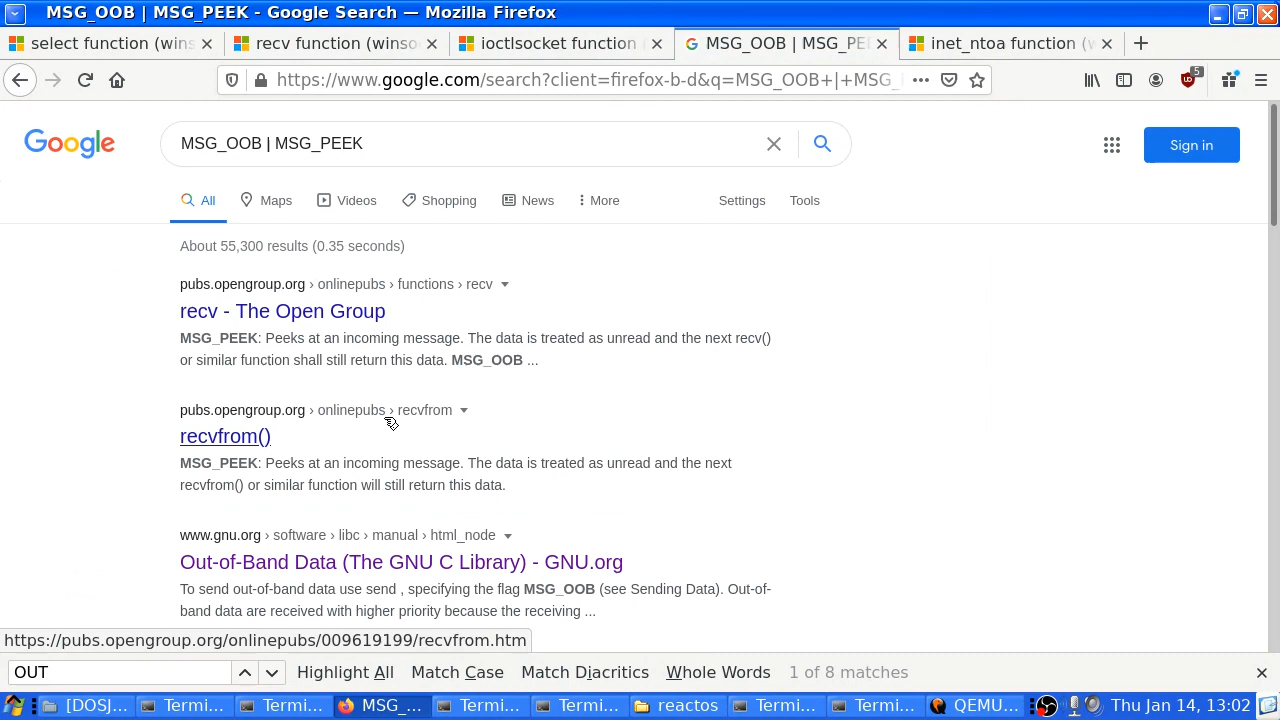 MSG_OOB | MSG_PEEK - Google Search — Mozilla Firefox
select function (wins
recv function (winso
ioctlsocket function
MSG_OOB | MSG_PE
inet_ntoa function (w
https://www.google.com/search?client=firefox-b-d&q=MSG_OOB+|+MSG_
5
Google
MSG_OOB | MSG_PEEK
Sign in
All
Maps
Videos
Shopping
News
More
Settings
Tools
About 55,300 results (0.35 seconds)
pubs.opengroup.org › onlinepubs › functions › recv
recv - The Open Group
MSG_PEEK: Peeks at an incoming message. The data is treated as unread and the next recv()
or similar function shall still return this data. MSG_OOB ...
pubs.opengroup.org › onlinepubs › recvfrom
recvfrom()
MSG_PEEK: Peeks at an incoming message. The data is treated as unread and the next
recvfrom() or similar function will still return this data.
www.gnu.org › software › libc › manual › html_node
Out-of-Band Data (The GNU C Library) - GNU.org
To send out-of-band data use send , specifying the flag MSG_OOB (see Sending Data). Out-of-
band data are received with higher priority because the receiving ...
https://pubs.opengroup.org/onlinepubs/009619199/recvfrom.htm
OUT
Highlight All
Match Case
Match Diacritics
Whole Words
1 of 8 matches
[DOSJ...
Termi...
Termi...
MSG_...
Termi...
Termi...
reactos
Termi...
Termi...
QEMU...
Thu Jan 14, 13:02